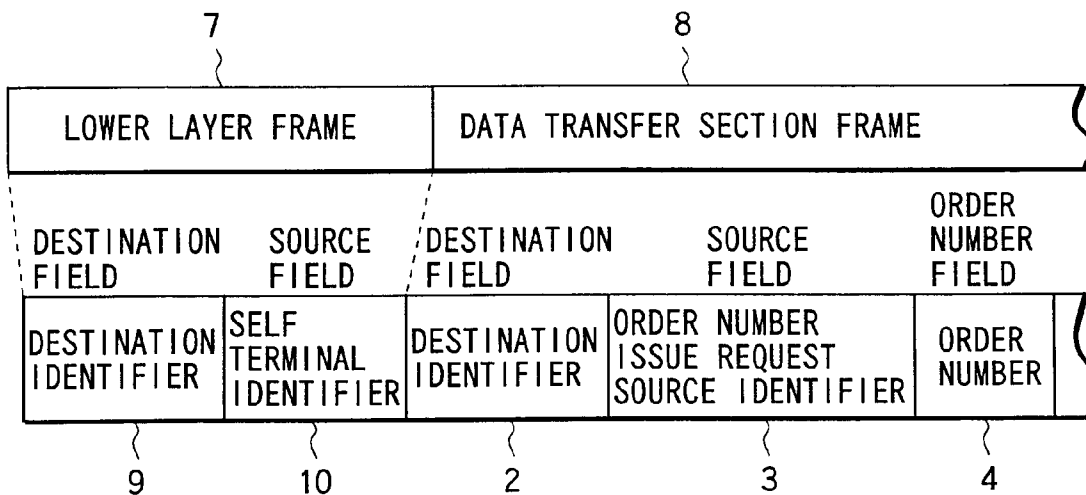 7 8
LOWER LAYER FRAME DATA TRANSFER SECTION FRAME
DESTINATION FIELD
SOURCE FIELD
DESTINATION FIELD
SOURCE FIELD
ORDER NUMBER FIELD
DESTINATION IDENTIFIER
SELF TERMINAL IDENTIFIER
DESTINATION IDENTIFIER
ORDER NUMBER ISSUE REQUEST SOURCE IDENTIFIER
ORDER NUMBER
9 10 2 3 4